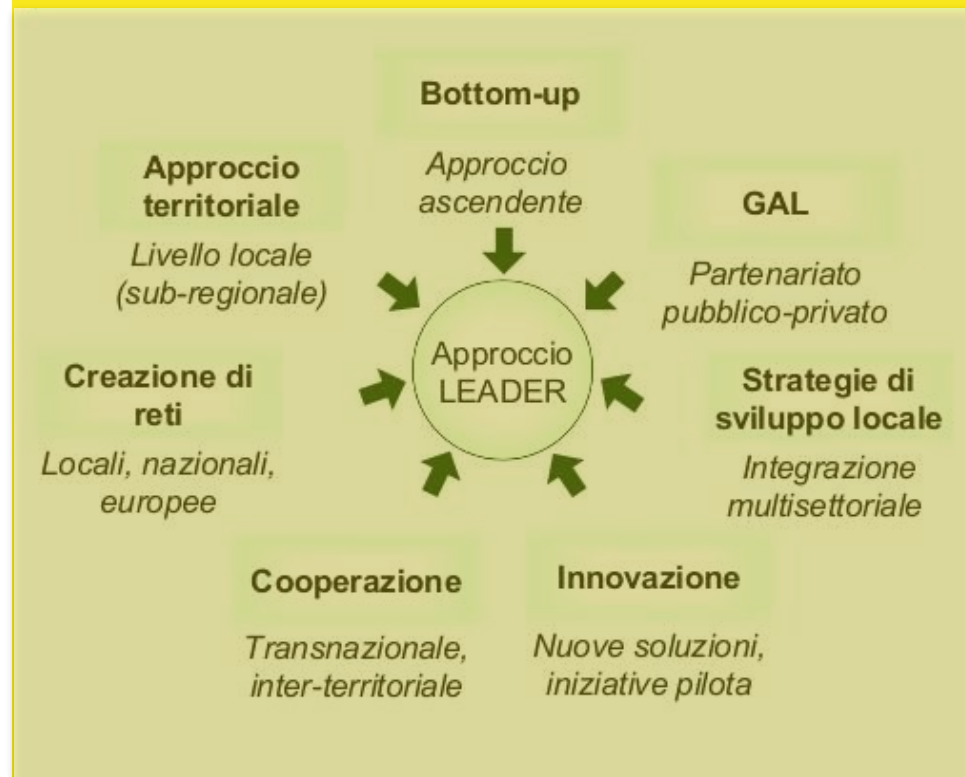 Bottom-up
Approccio
ascendente
Approccio
territoriale
Livello locale
(sub-regionale)
GAL
Partenariato
pubblico-privato
Approccio
LEADER
Creazione di
reti
Locali, nazionali,
europee
Strategie di
sviluppo locale
Integrazione
multisettoriale
Cooperazione
Transnazionale,
inter-territoriale
Innovazione
Nuove soluzioni,
iniziative pilota